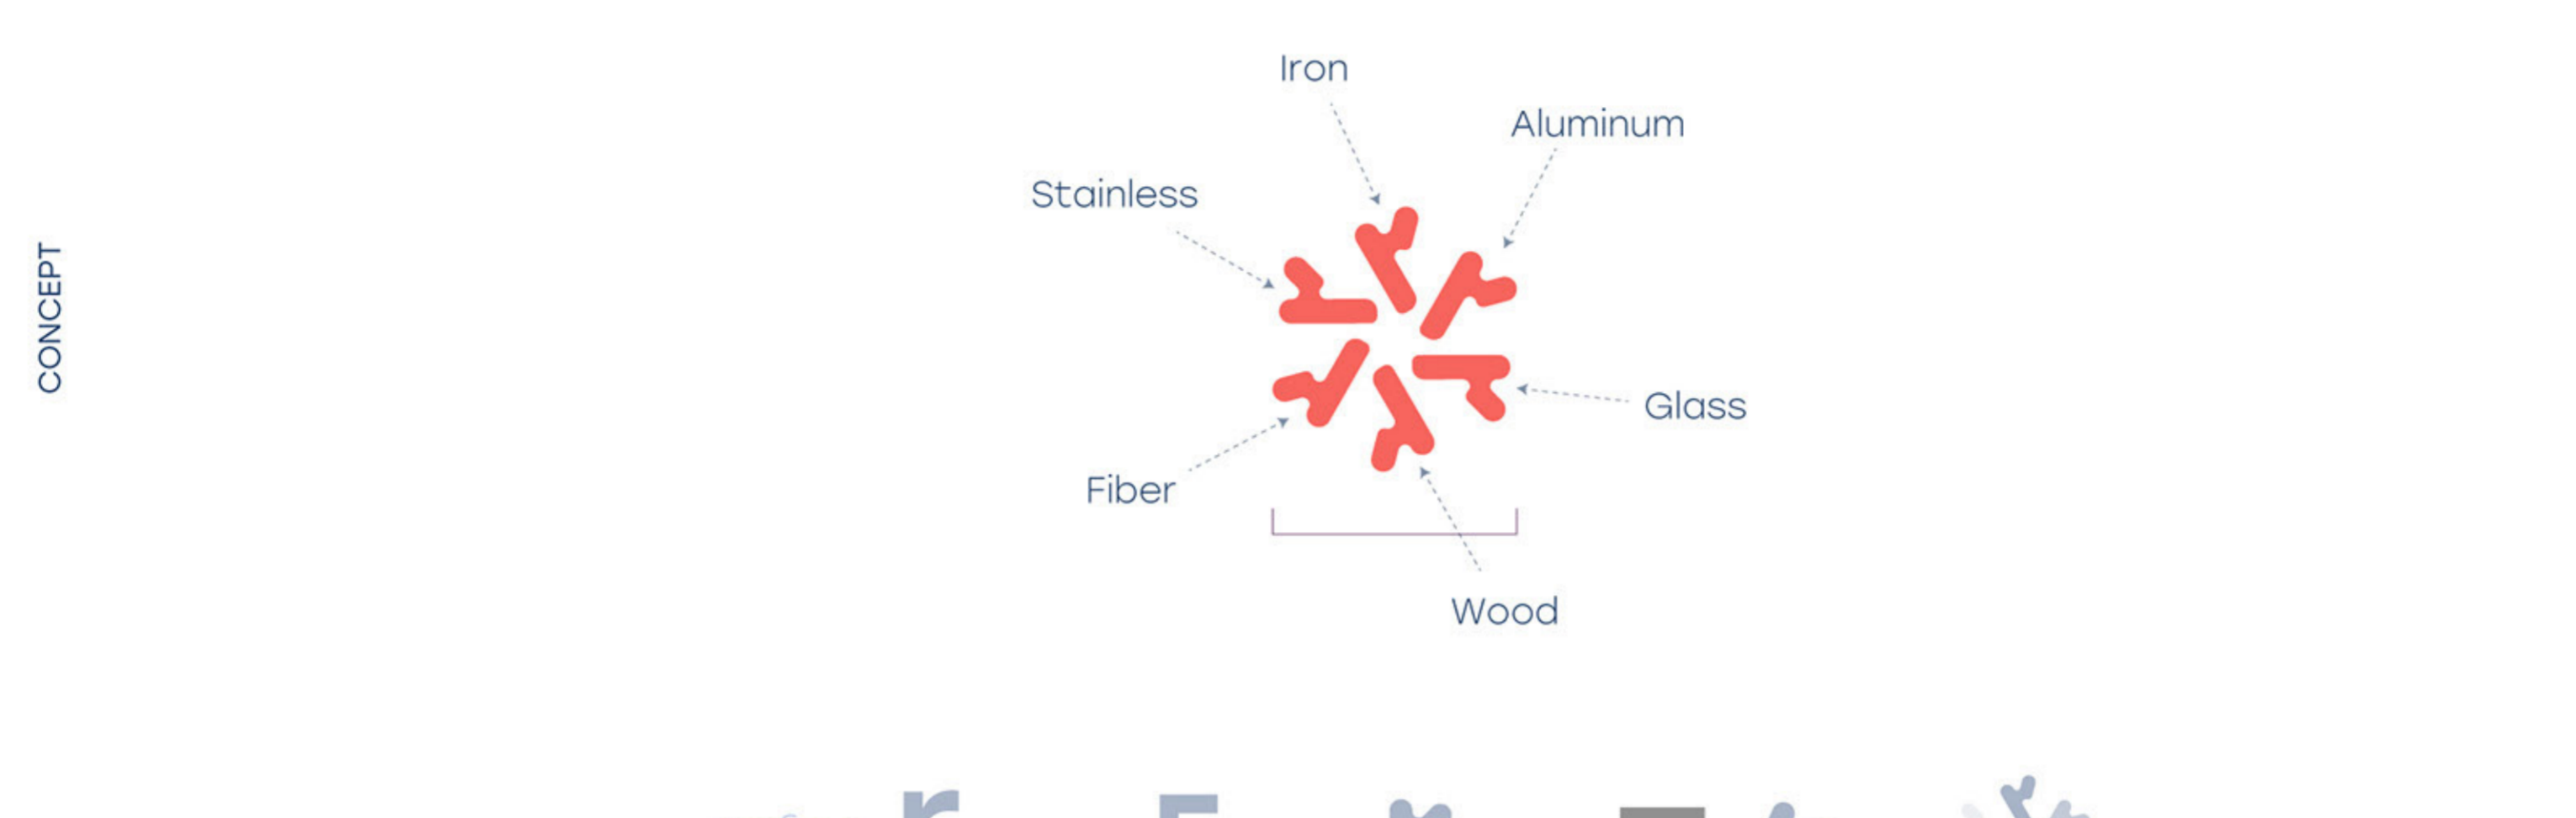 CONCEPT
Iron
Aluminum
Stainless
Glass
Fiber
Wood
r